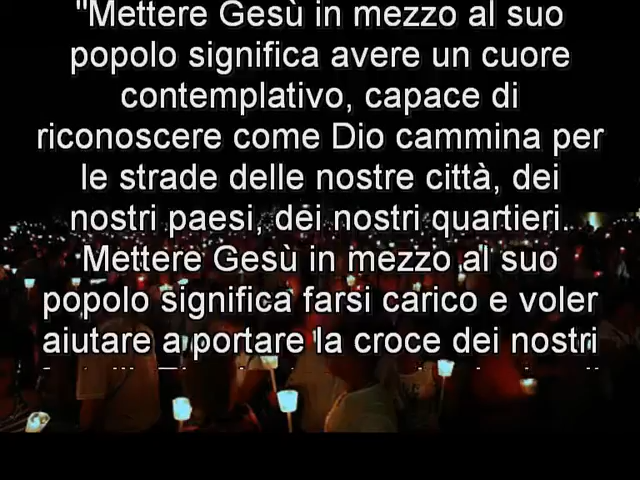 "Mettere Gesù in mezzo al suo
popolo significa avere un cuore
contemplativo, capace di
riconoscere come Dio cammina per
le strade delle nostre città, dei
nostri paesi, dei nostri quartieri.
Mettere Gesù in mezzo al suo
popolo significa farsi carico e voler
aiutare a portare la croce dei nostri